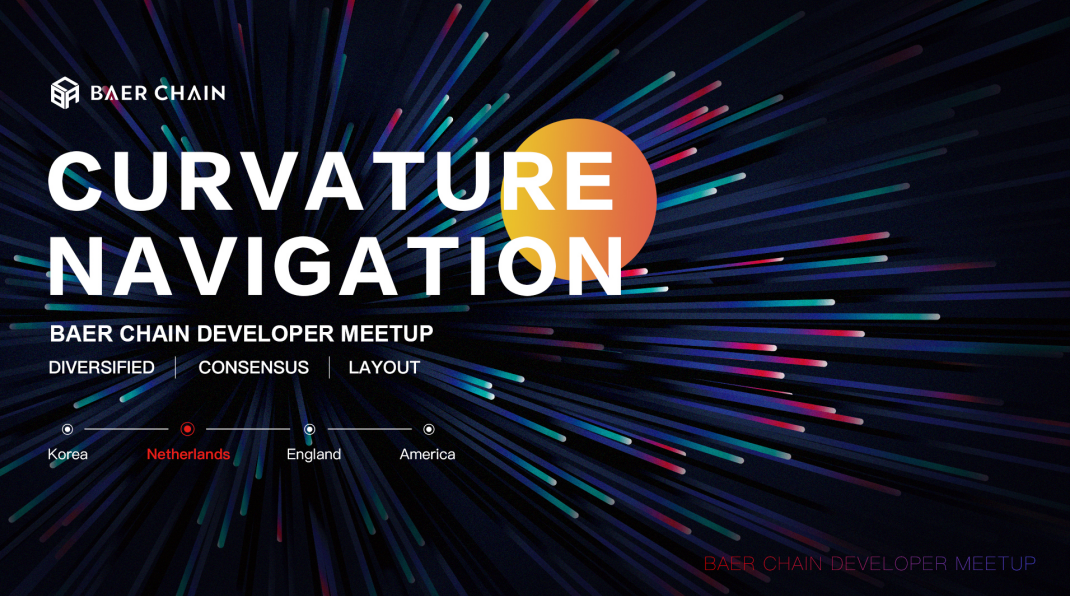 BAER CHAIN
CURVATURE
NAVIGATION
BAER CHAIN DEVELOPER MEETUP
DIVERSIFIED | CONSENSUS | LAYOUT
Korea Netherlands England America
BAER CHAIN DEVELOPER MEETUP